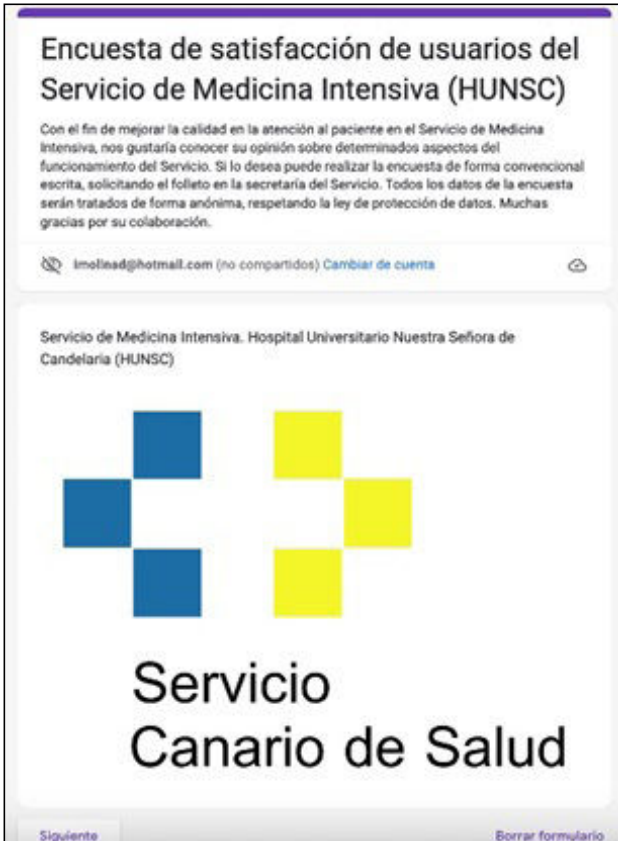 Encuesta de satisfacción de usuarios del
Servicio de Medicina Intensiva (HUNSC)
Con el fin de mejorar la calidad en la atención al paciente en el Servicio de Medicina
Intensiva, nos gustaría conocer su opinión sobre determinados aspectos del
funcionamiento del Servicio. Si lo desea puede realizar la encuesta de forma convencional
escrita, solicitando el folleto en la secretaría del Servicio. Todos los datos de la encuesta
serán tratados de forma anónima, respetando la ley de protección de datos. Muchas
gracias por su colaboración.
lmolinad@hotmail.com (no compartidos) Cambiar de cuenta
Servicio de Medicina Intensiva. Hospital Universitario Nuestra Señora de
Candelaria (HUNSC)
Servicio
Canario de Salud
Siguiente Borrar formulario